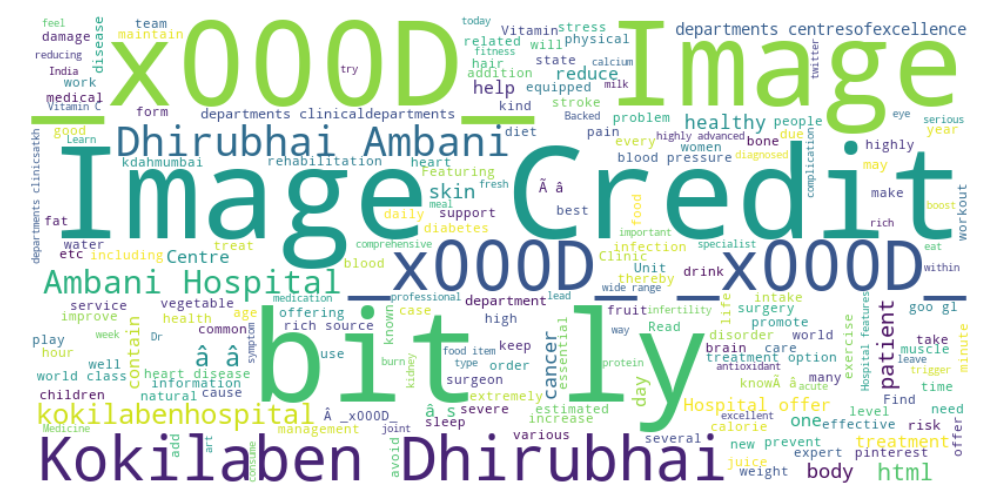 feel team Vitamin stress today departments centresofexcellence
damage maintain disease related fitness will physical twitter
reducing _x000D_ _Image
India try hair state calcium
work addition reduce milk eye
medical help equipped
Vitamin C form departments clinicaldepartments kind stroke Backed problem healthy people serious
good Learn Dhirubhai Ambani diet every pain highly advanced bone due year
departments clinicsatkh kdahmumbai rehabilitation heart Featuring blood pressure women diagnosed complication highly
Image Credit
skin fresh Ã â may
fat daily meal support best food important make rich boost workout
water diabetes
etc including treat Centre comprehensive infection specialist eat
blood Clinic Unit thereby drink within
Ambani Hospital _x000D_ _x000D_
wide range
service vegetable medication professional department lead fruit infertility life intake goo gl
improve health age offering known case high way Read surgery promote
play common rich source keep disorder world
hour contain Dr â â symptom bit ly essential brain care muscle take
week use food item order cancer treatment option exercise Hospital features patient minute
well type antioxidant leave
world class heart disease burn kidney surgeon protein knowÃ â many trigger
children natural information cause extremely day acute time
kokilabenhospital Â _x000D_ â s severe estimated Hospital offer level Find need
Medicine sleep increase calorie one effective risk offer
management joint various several excellent
add art avoid new prevent expert pinterest treatment
Kokilaben Dhirubhai juice
consume weight body html